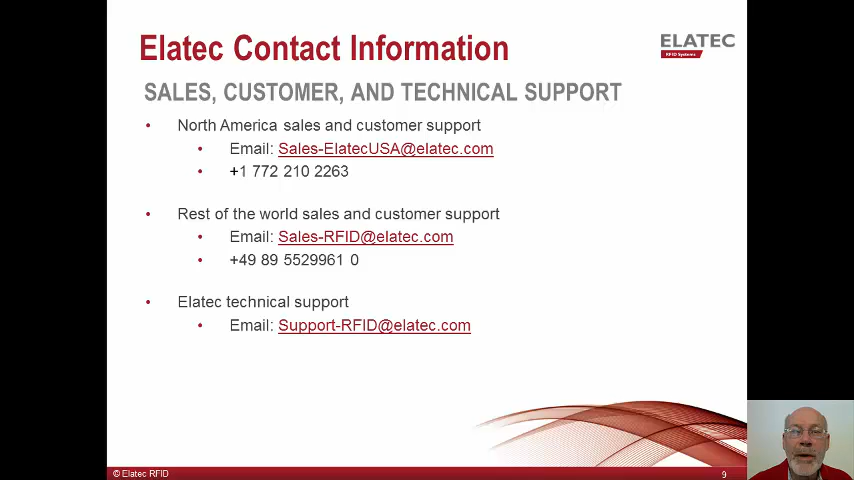 Elatec Contact Information
ELATEC
RFID Systems
SALES, CUSTOMER, AND TECHNICAL SUPPORT
• North America sales and customer support
• Email: Sales-ElatecUSA@elatec.com
• +1 772 210 2263
• Rest of the world sales and customer support
• Email: Sales-RFID@elatec.com
• +49 89 5529961 0
• Elatec technical support
• Email: Support-RFID@elatec.com
© Elatec RFID
9